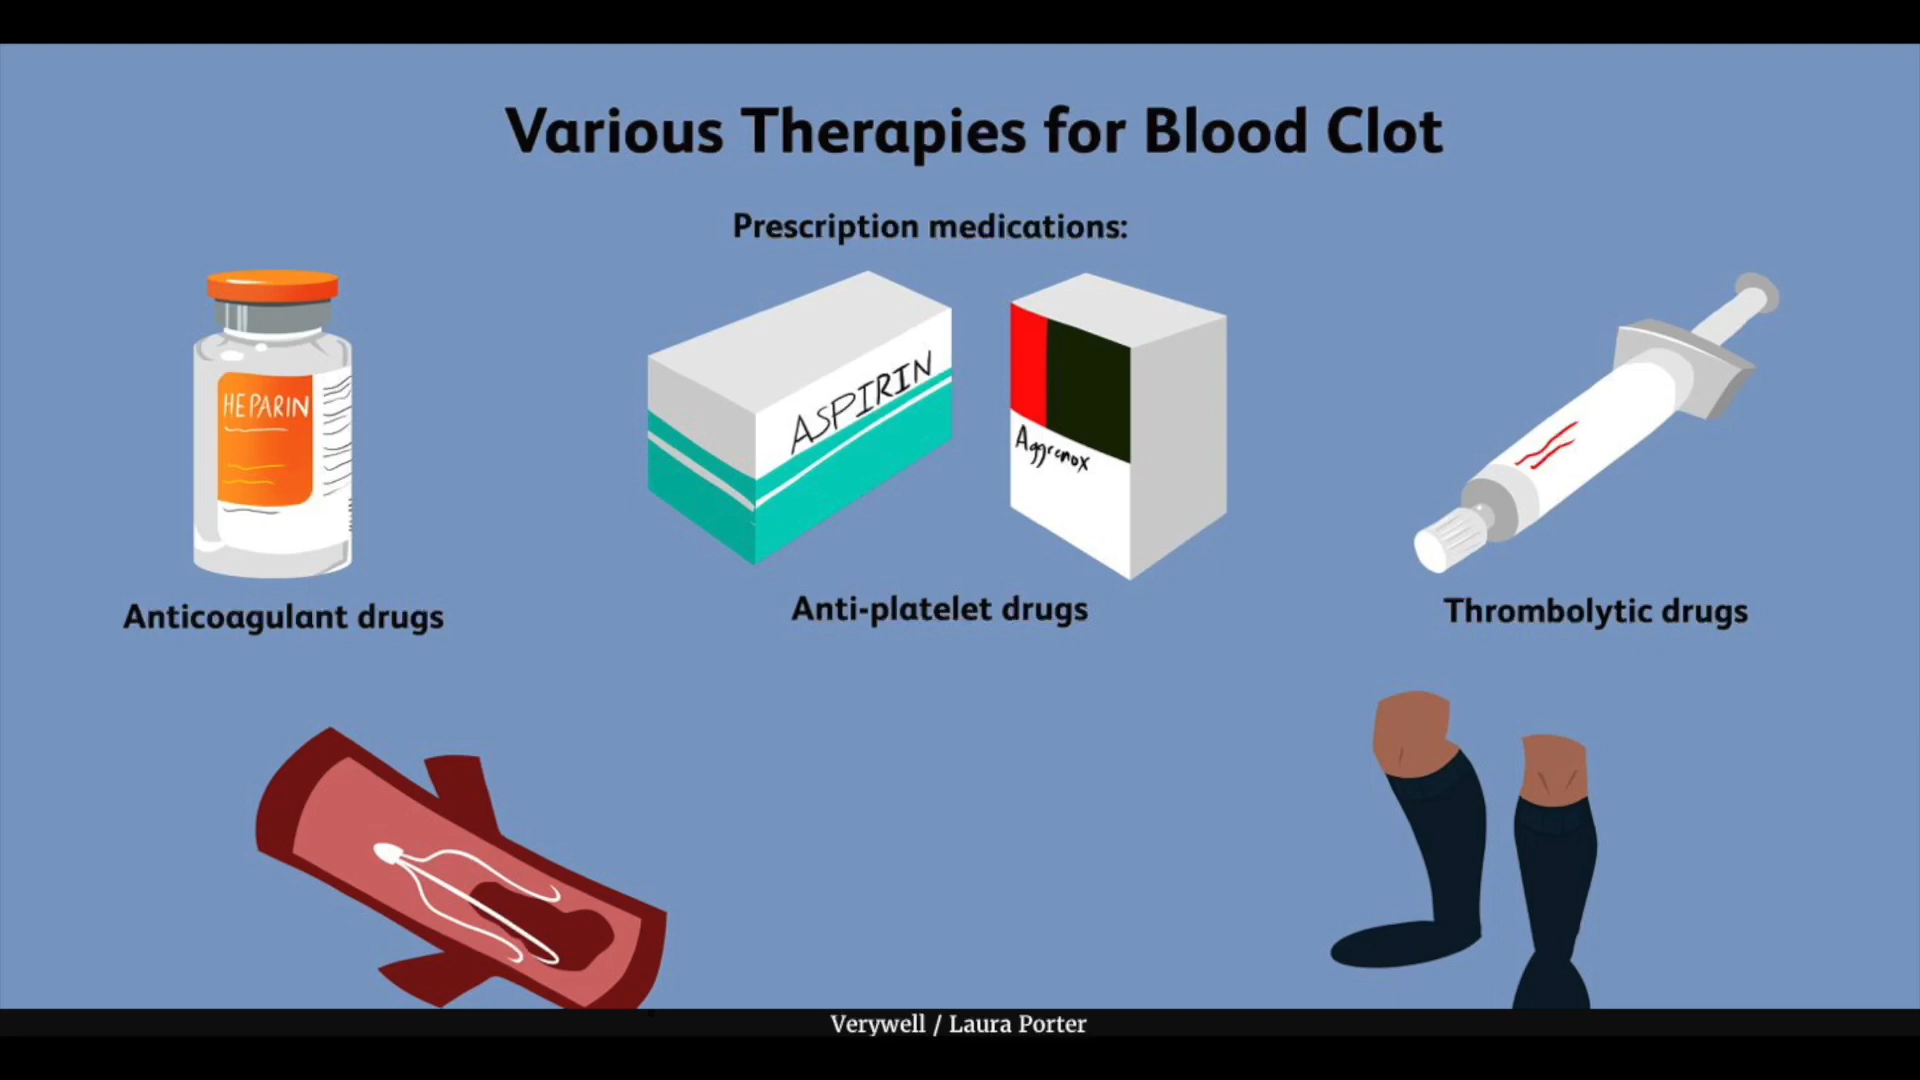 Various Therapies for Blood Clot
Prescription medications:
HEPARIN
ASPIRIN
Aggrenox
Anticoagulant drugs
Anti-platelet drugs
Thrombolytic drugs
Verywell / Laura Porter